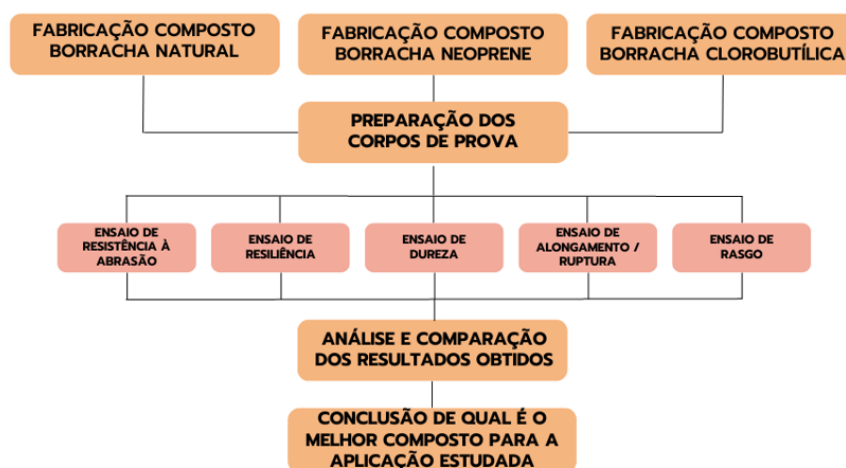 FABRICAÇÃO COMPOSTO
BORRACHA NATURAL
FABRICAÇÃO COMPOSTO
BORRACHA NEOPRENE
FABRICAÇÃO COMPOSTO
BORRACHA CLOROBUTÍLICA
PREPARAÇÃO DOS
CORPOS DE PROVA
ENSAIO DE
RESISTÊNCIA À
ABRASÃO
ENSAIO DE
RESILIÊNCIA
ENSAIO DE
DUREZA
ENSAIO DE
ALONGAMENTO /
RUPTURA
ENSAIO DE
RASGO
ANÁLISE E COMPARAÇÃO
DOS RESULTADOS OBTIDOS
CONCLUSÃO DE QUAL É O
MELHOR COMPOSTO PARA A
APLICAÇÃO ESTUDADA